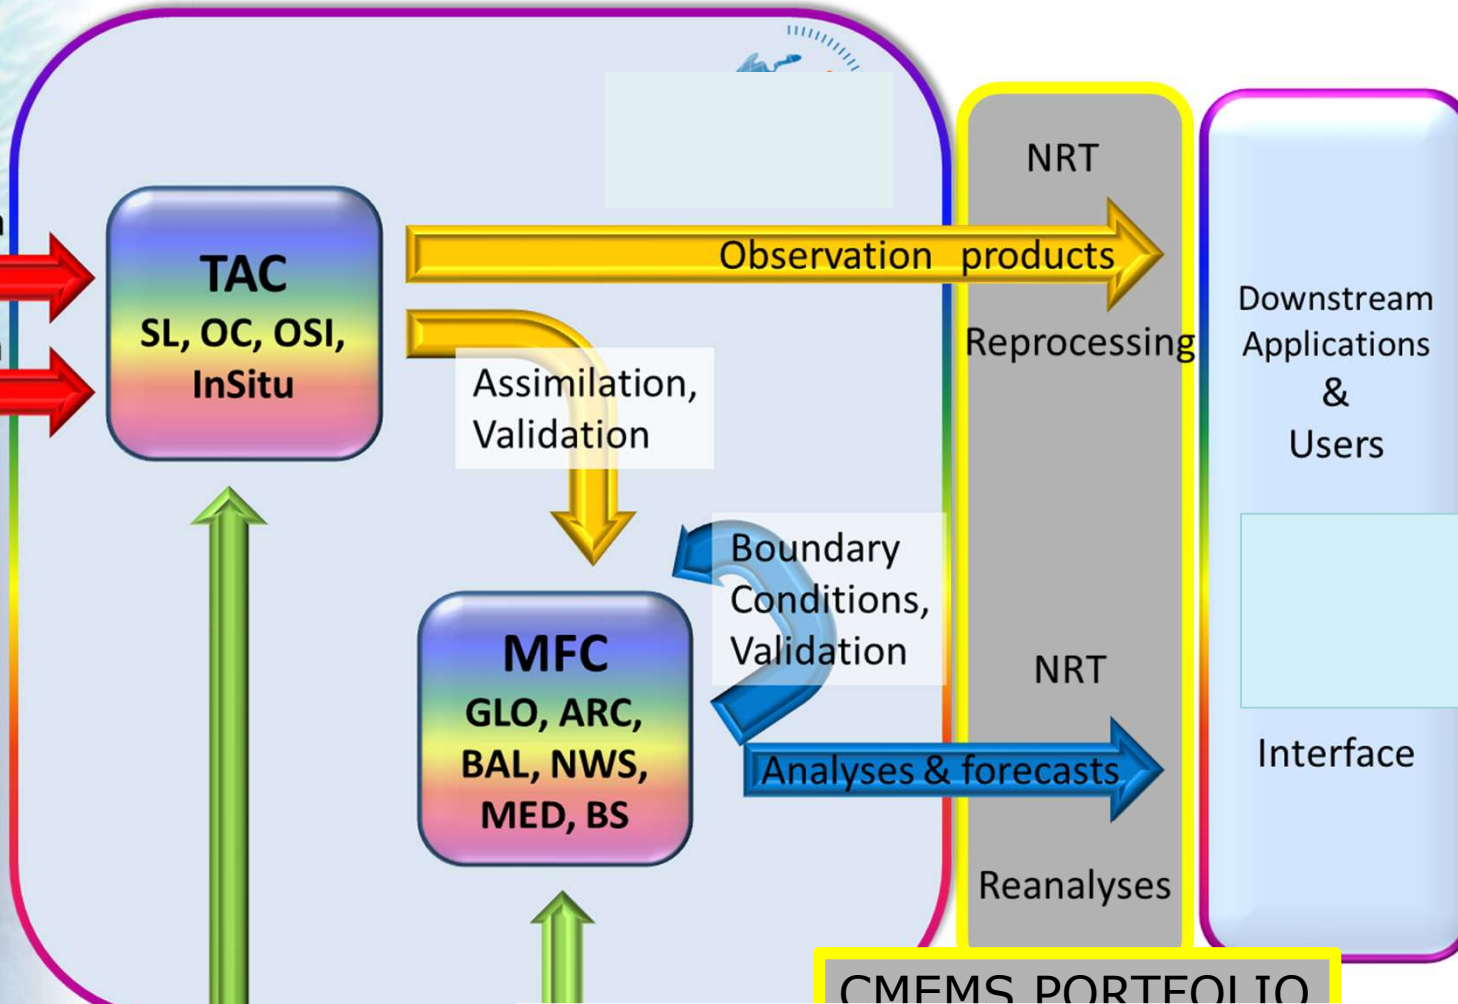 TAC
SL, OC, OSI,
InSitu
Observation products
Assimilation,
Validation
MFC
GLO, ARC,
BAL, NWS,
MED, BS
Boundary
Conditions,
Validation
Analyses & forecasts
NRT
Reprocessing
NRT
Reanalyses
Downstream
Applications
&
Users
Interface
CMEMS PORTFOLIO